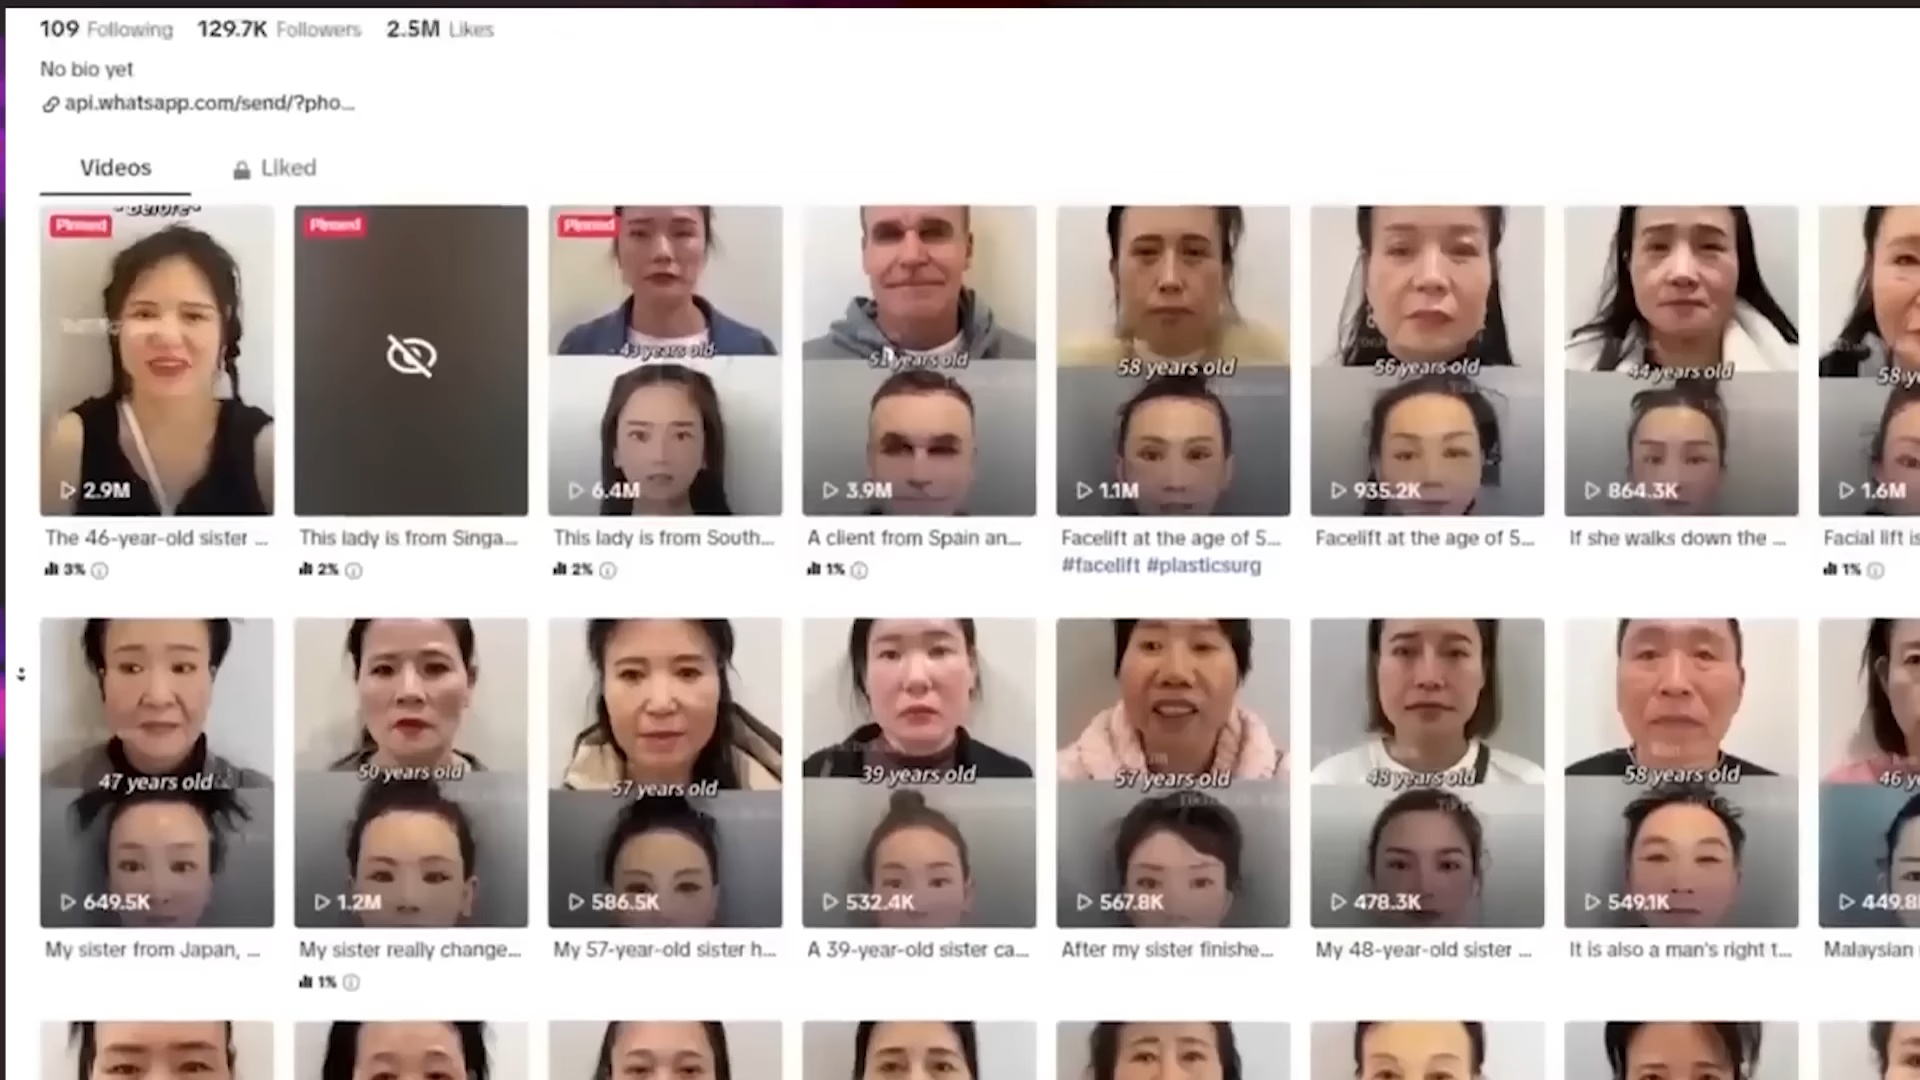 109 Following 129.7K Followers 2.5M Likes
No bio yet
api.whatsapp.com/send/?pho...
Videos Liked
Pinned Pinned Pinned
- Before -
- 43 years old-
51 years old
58 years old
56 years old
44 years old
58 y
2.9M 6.4M 3.9M 1.1M 935.2K 864.3K 1.6M
The 46-year-old sister ... This lady is from Singa... This lady is from South... A client from Spain an... Facelift at the age of 5... Facelift at the age of 5... If she walks down the ... Facial lift is
#facelift #plasticsurg
3% 2% 2% 1% 1%
47 years old
50 years old
57 years old
39 years old
57 years old
48 years old
58 years old
46 y
649.5K 1.2M 586.5K 532.4K 567.8K 478.3K 549.1K 449.8
My sister from Japan, ... My sister really change... My 57-year-old sister h... A 39-year-old sister ca... After my sister finishe... My 48-year-old sister ... It is also a man's right t... Malaysian
1%